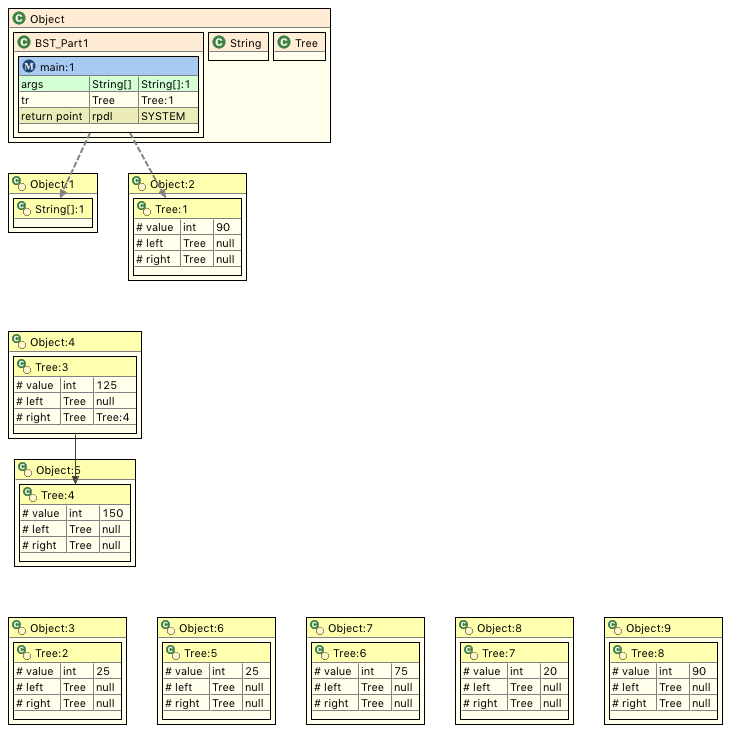 C Object
C BST_Part1
C String
C Tree
M main:1
args String[] String[]:1
tr Tree Tree:1
return point rpdl SYSTEM
C Object:1
C String[]:1
C Object:2
C Tree:1
# value int 90
# left Tree null
# right Tree null
C Object:4
C Tree:3
# value int 125
# left Tree null
# right Tree Tree:4
C Object:5
C Tree:4
# value int 150
# left Tree null
# right Tree null
C Object:3
C Tree:2
# value int 25
# left Tree null
# right Tree null
C Object:6
C Tree:5
# value int 25
# left Tree null
# right Tree null
C Object:7
C Tree:6
# value int 75
# left Tree null
# right Tree null
C Object:8
C Tree:7
# value int 20
# left Tree null
# right Tree null
C Object:9
C Tree:8
# value int 90
# left Tree null
# right Tree null